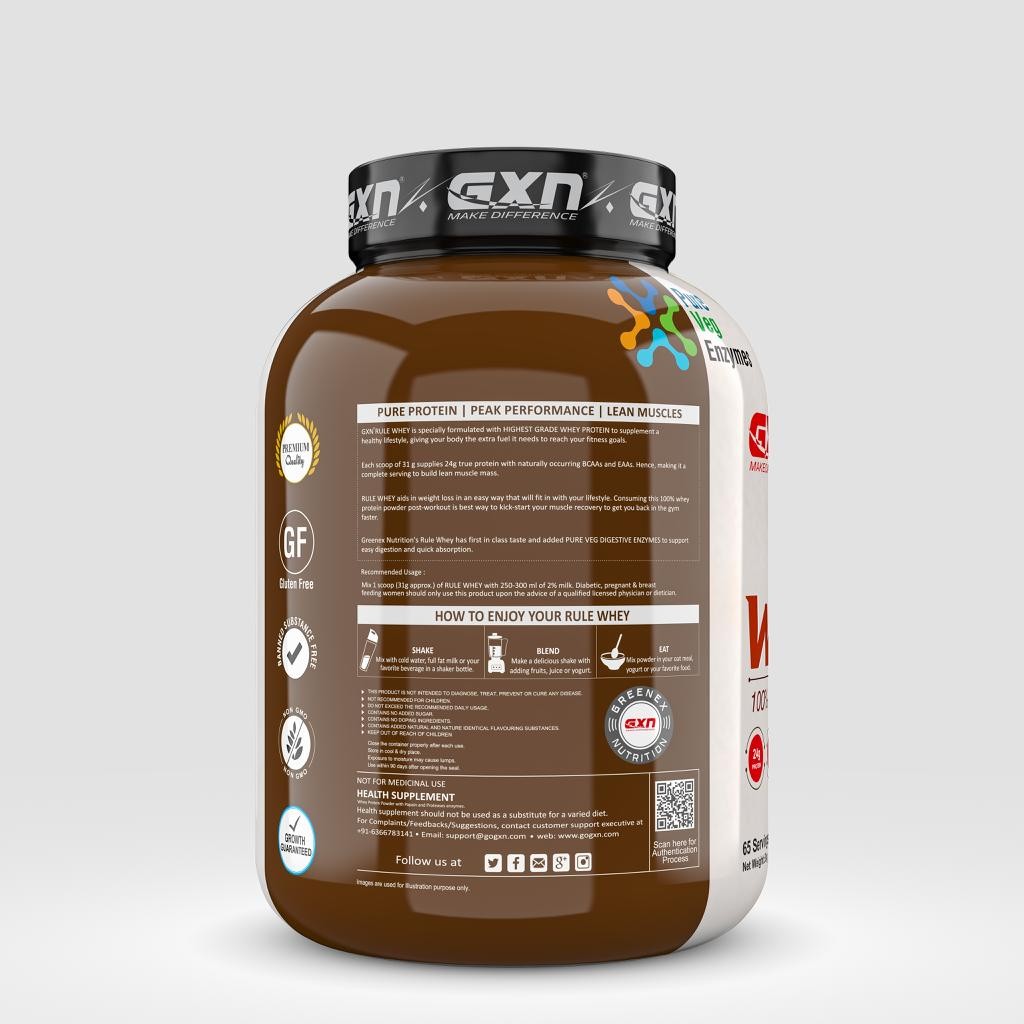 GXN®
MAKE DIFFERENCE
GXN®
MAKE DIFFERENCE
GXN
MAKE DIFFERENCE
Pure
Veg
Enzymes
PURE PROTEIN | PEAK PERFORMANCE | LEAN MUSCLES
GXN®RULE WHEY is specially formulated with HIGHEST GRADE WHEY PROTEIN to supplement a
healthy lifestyle, giving your body the extra fuel it needs to reach your fitness goals.
Each scoop of 31 g supplies 24g true protein with naturally occurring BCAAs and EAAs. Hence, making it a
complete serving to build lean muscle mass.
RULE WHEY aids in weight loss in an easy way that will fit in with your lifestyle. Consuming this 100% whey
protein powder post-workout is best way to kick-start your muscle recovery to get you back in the gym
faster.
Greenex Nutrition's Rule Whey has first in class taste and added PURE VEG DIGESTIVE ENZYMES to support
easy digestion and quick absorption.
Recommended Usage :
Mix 1 scoop (31g approx.) of RULE WHEY with 250-300 ml of 2% milk. Diabetic, pregnant & breast
feeding women should only use this product upon the advice of a qualified licensed physician or dietician.
HOW TO ENJOY YOUR RULE WHEY
SHAKE
Mix with cold water, full fat milk or your
favorite beverage in a shaker bottle.
BLEND
Make a delicious shake with
adding fruits, juice or yogurt.
EAT
Mix powder in your oat meal,
yogurt or your favorite food.
THIS PRODUCT IS NOT INTENDED TO DIAGNOSE, TREAT, PREVENT OR CURE ANY DISEASE.
NOT RECOMMENDED FOR CHILDREN.
DO NOT EXCEED THE RECOMMENDED DAILY USAGE.
CONTAINS NO ADDED SUGAR.
CONTAINS NO DOPING INGREDIENTS.
CONTAINS ADDED NATURAL AND NATURE IDENTICAL FLAVOURING SUBSTANCES.
KEEP OUT OF REACH OF CHILDREN
Close the container properly after each use.
Store in cool & dry place.
Exposure to moisture may cause lumps.
Use within 90 days after opening the seal.
GREENEX
GXN
NUTRITION
NOT FOR MEDICINAL USE
HEALTH SUPPLEMENT
Whey Protein Powder with Papain and Proteases enzymes.
Health supplement should not be used as a substitute for a varied diet.
For Complaints/Feedbacks/Suggestions, contact customer support executive at
+91-6366783141 • Email: support@gogxn.com • web: www.gogxn.com
Scan here for
Authentication
Process
Follow us at
Images are used for Illustration purpose only.
PREMIUM
Quality
GF
Gluten Free
BANNED SUBSTANCE FREE
NON GMO
NON GMO
GROWTH
GUARANTEED
W
100%
24g
PROTEIN
65 Serving
Net Weight